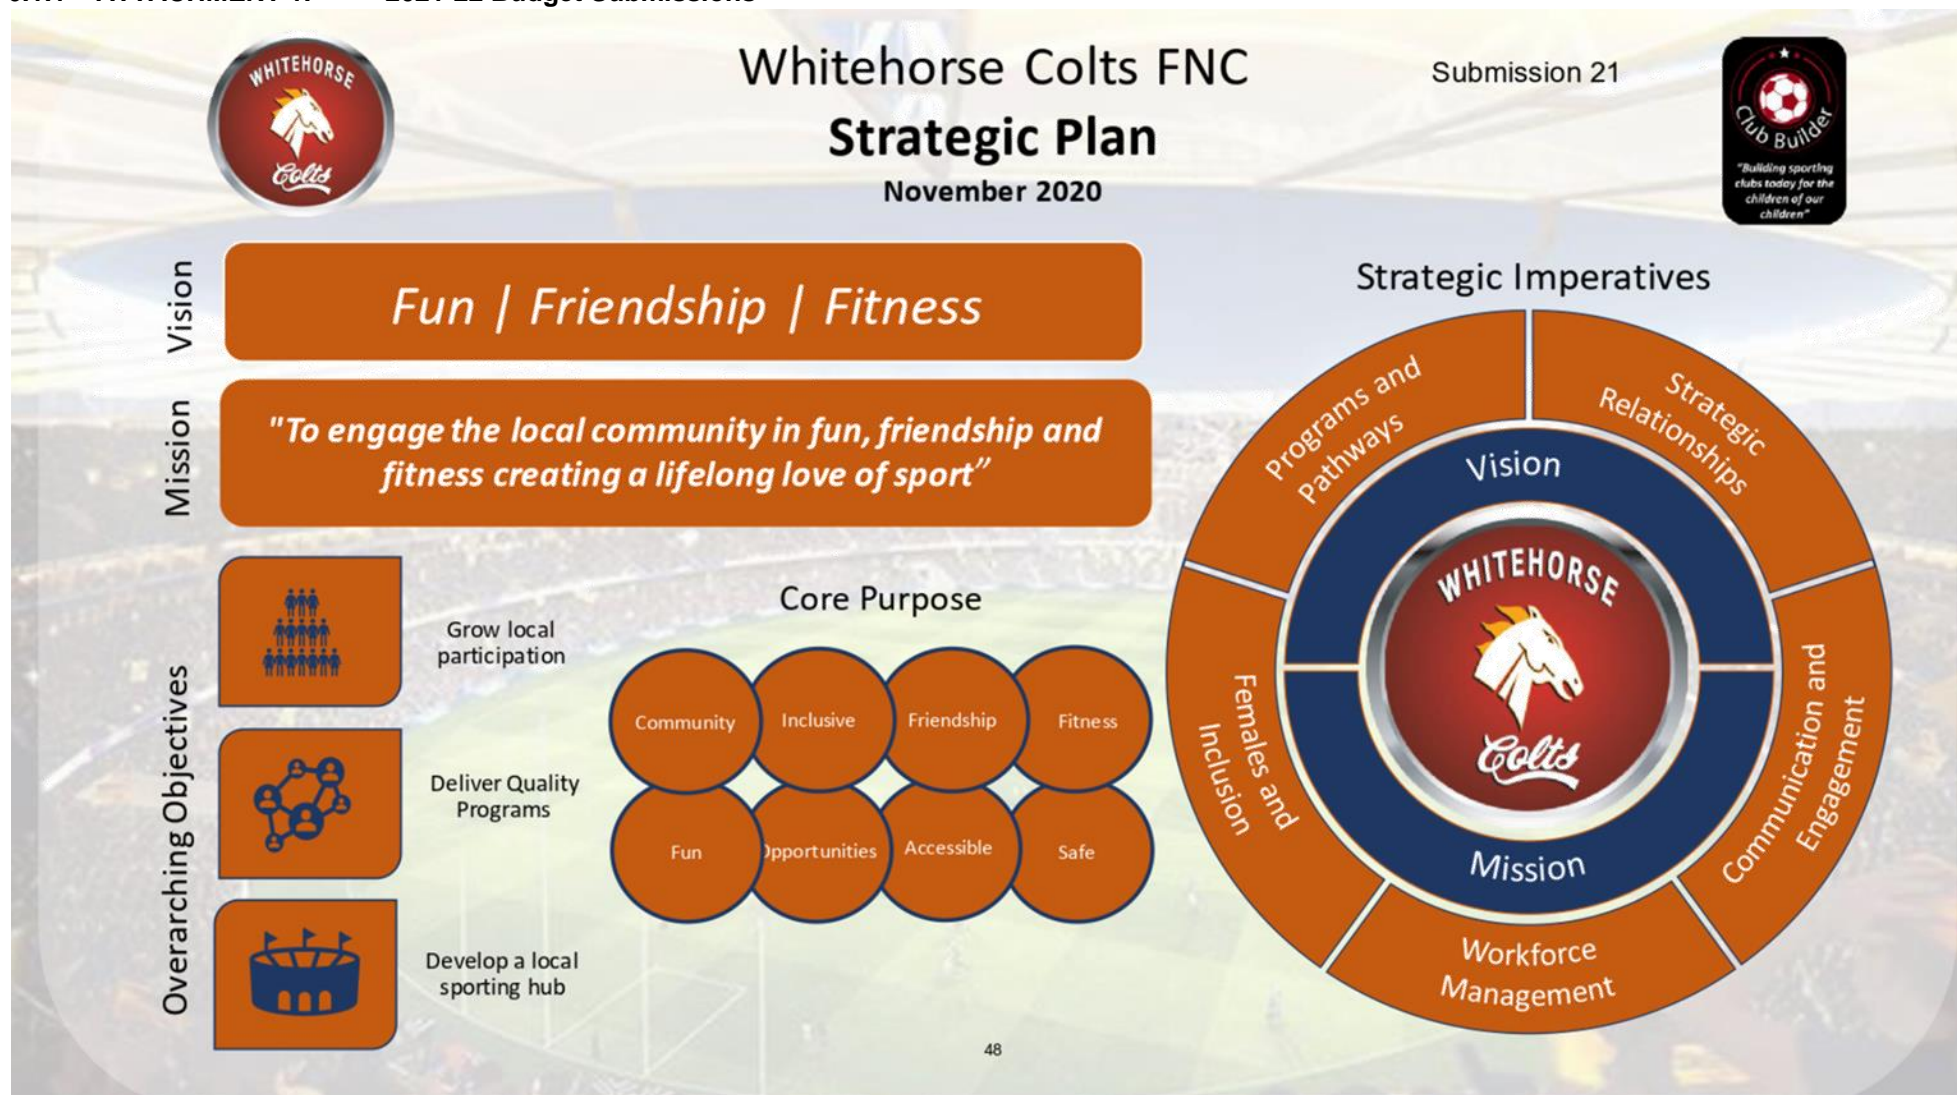 2021-22 Budget Submissions
WHITEHORSE
Colts
Whitehorse Colts FNC
Strategic Plan
November 2020
Submission 21
Club Builder
"Building sporting
clubs today for the
children of our
children"
Vision
Fun | Friendship | Fitness
Mission
"To engage the local community in fun, friendship and
fitness creating a lifelong love of sport”
Overarching Objectives
Grow local
participation
Deliver Quality
Programs
Develop a local
sporting hub
Core Purpose
Community
Inclusive
Friendship
Fitness
Fun
Opportunities
Accessible
Safe
Strategic Imperatives
Programs and
Pathways
Strategic
Relationships
Vision
WHITEHORSE
Colts
Females and
Inclusion
Communication and
Engagement
Mission
Workforce
Management
48